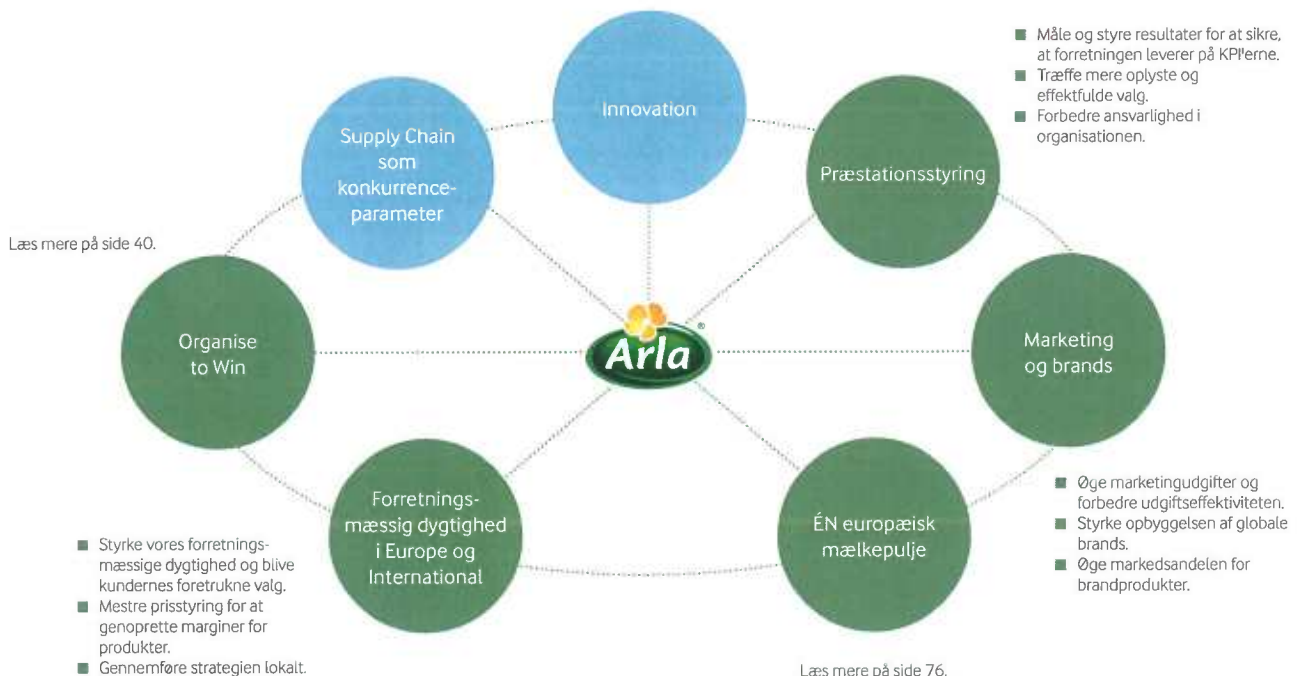 Innovation
Måle og styre resultater for at sikre,
at forretningen leverer på KPI'erne.
Træffe mere oplyste og
effektfulde valg.
Forbedre ansvarlighed i
organisationen.
Supply Chain
som
konkurrence-
parameter
Præstationsstyring
Læs mere på side 40.
Organise
to Win
Arla
®
Marketing
og brands
Øge marketingudgifter og
forbedre udgiftseffektiviteten.
Styrke opbyggelsen af globale
brands.
Øge markedsandelen for
brandprodukter.
Forretnings-
mæssig dygtighed
i Europe og
International
ÉN europæisk
mælkepulje
Styrke vores forretnings-
mæssige dygtighed og blive
kundernes foretrukne valg.
Mestre prisstyring for at
genoprette marginer for
produkter.
Gennemføre strategien lokalt.
Læs mere på side 76.